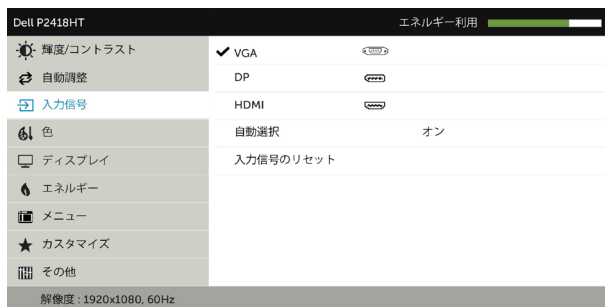 Dell P2418HT エネルギー利用
輝度/コントラスト
自動調整
入力信号
色
ディスプレイ
エネルギー
メニュー
カスタマイズ
その他
VGA
DP
HDMI
自動選択 オン
入力信号のリセット
解像度 : 1920x1080, 60Hz